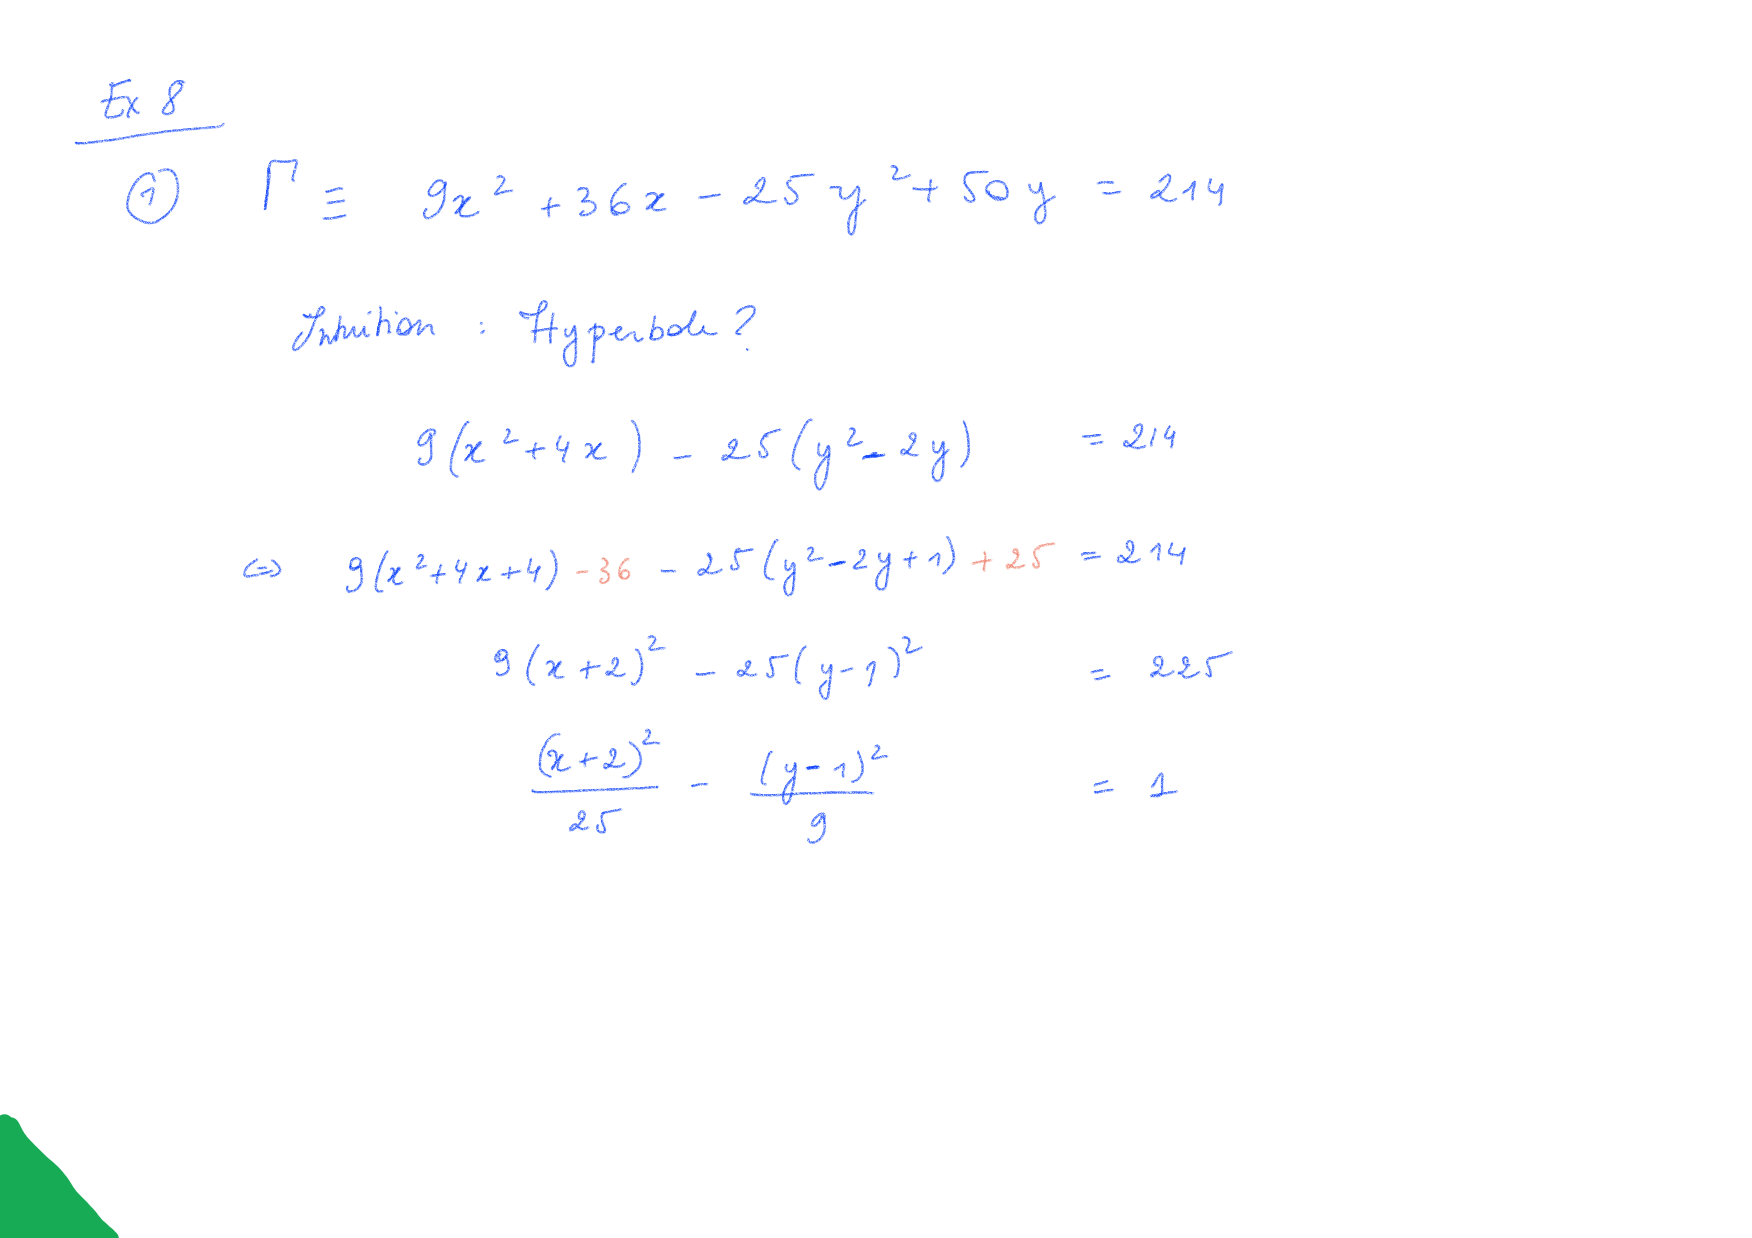 Ex 8
① Γ ≡ 9x² + 36x - 25y² + 50y = 214
Intuition : Hyperbole ?
9(x² + 4x) - 25(y² - 2y) = 214
⇔ 9(x² + 4x + 4) - 36 - 25(y² - 2y + 1) + 25 = 214
9(x + 2)² - 25(y - 1)² = 225
(x + 2)²/25 - (y - 1)²/9 = 1